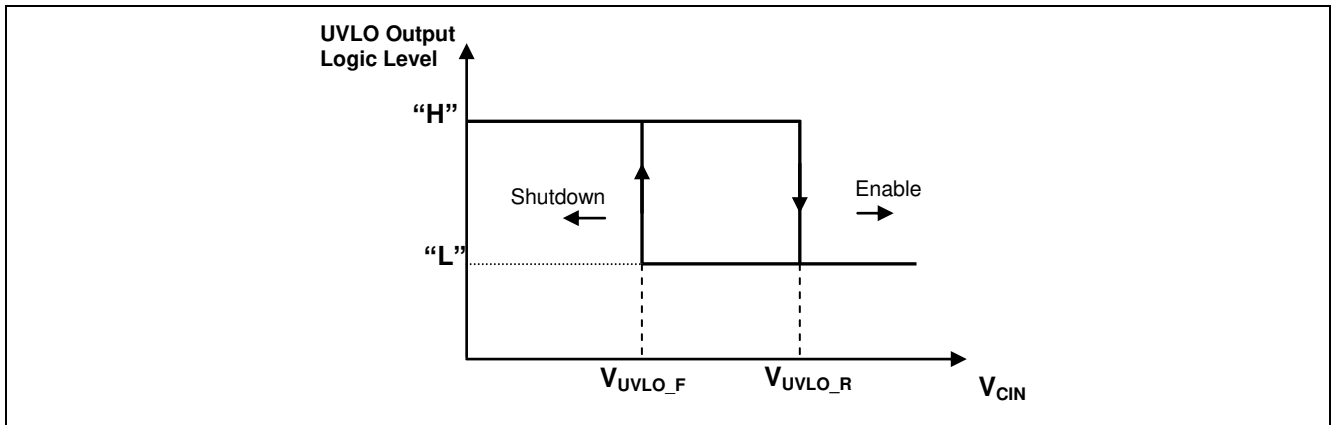 UVLO Output
Logic Level
“H”
Shutdown
Enable
“L”
VUVLO_F
VUVLO_R
VCIN